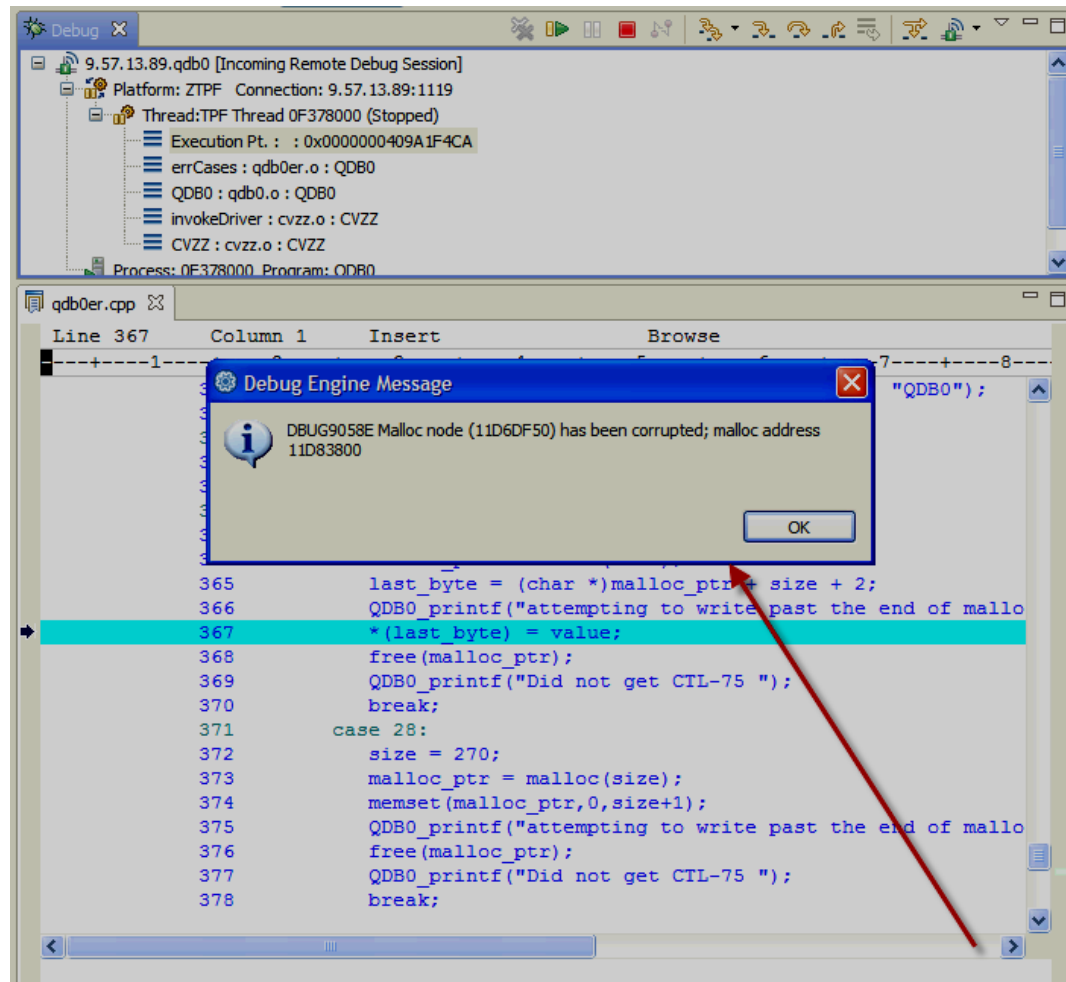 Debug
9.57.13.89.qdb0 [Incoming Remote Debug Session]
Platform: ZTPF Connection: 9.57.13.89:1119
Thread:TPF Thread 0F378000 (Stopped)
Execution Pt. : : 0x0000000409A1F4CA
errCases : qdb0er.o : QDB0
QDB0 : qdb0.o : QDB0
invokeDriver : cvzz.o : CVZZ
CVZZ : cvzz.o : CVZZ
Process: 0F378000 Program: QDB0
qdb0er.cpp
Line 367 Column 1 Insert Browse
"QDB0");
Debug Engine Message
DBUG9058E Malloc node (11D6DF50) has been corrupted; malloc address
11D83800
OK
365 last_byte = (char *)malloc_ptr + size + 2;
366 QDB0_printf("attempting to write past the end of mallo
367 *(last_byte) = value;
368 free(malloc_ptr);
369 QDB0_printf("Did not get CTL-75 ");
370 break;
371 case 28:
372 size = 270;
373 malloc_ptr = malloc(size);
374 memset(malloc_ptr,0,size+1);
375 QDB0_printf("attempting to write past the end of mallo
376 free(malloc_ptr);
377 QDB0_printf("Did not get CTL-75 ");
378 break;